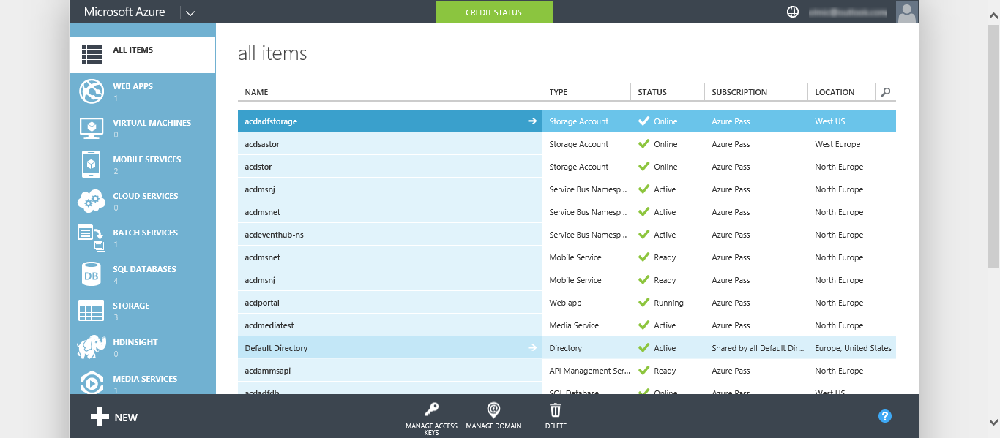 Microsoft Azure
CREDIT STATUS
ALL ITEMS
WEB APPS
1
VIRTUAL MACHINES
0
MOBILE SERVICES
2
CLOUD SERVICES
0
BATCH SERVICES
1
DB
SQL DATABASES
4
STORAGE
3
HDINSIGHT
0
MEDIA SERVICES
1
all items
NAME TYPE STATUS SUBSCRIPTION LOCATION
acdadfstorage Storage Account Online Azure Pass West US
acdsastor Storage Account Online Azure Pass West Europe
acdstor Storage Account Online Azure Pass North Europe
acdmsnj Service Bus Namesp... Active Azure Pass North Europe
acdmsnet Service Bus Namesp... Active Azure Pass North Europe
acdeventhub-ns Service Bus Namesp... Active Azure Pass North Europe
acdmsnet Mobile Service Ready Azure Pass North Europe
acdmsnj Mobile Service Ready Azure Pass North Europe
acdportal Web app Running Azure Pass North Europe
acdmediatest Media Service Active Azure Pass North Europe
Default Directory Directory Active Shared by all Default Dir... Europe, United States
acdammsapi API Management Ser... Ready Azure Pass North Europe
acdadfdb SQL Database Online Azure Pass West US
NEW
MANAGE ACCESS
KEYS
MANAGE DOMAIN
@
DELETE
?